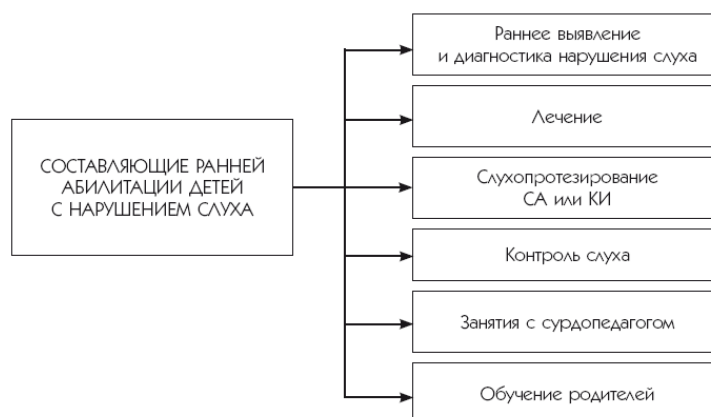 СОСТАВЛЯЮЩИЕ РАННЕЙ
АБИЛИТАЦИИ ДЕТЕЙ
С НАРУШЕНИЕМ СЛУХА
Раннее выявление
и диагностика нарушения слуха
Лечение
Слухопротезирование
СА или КИ
Контроль слуха
Занятия с сурдопедагогом
Обучение родителей